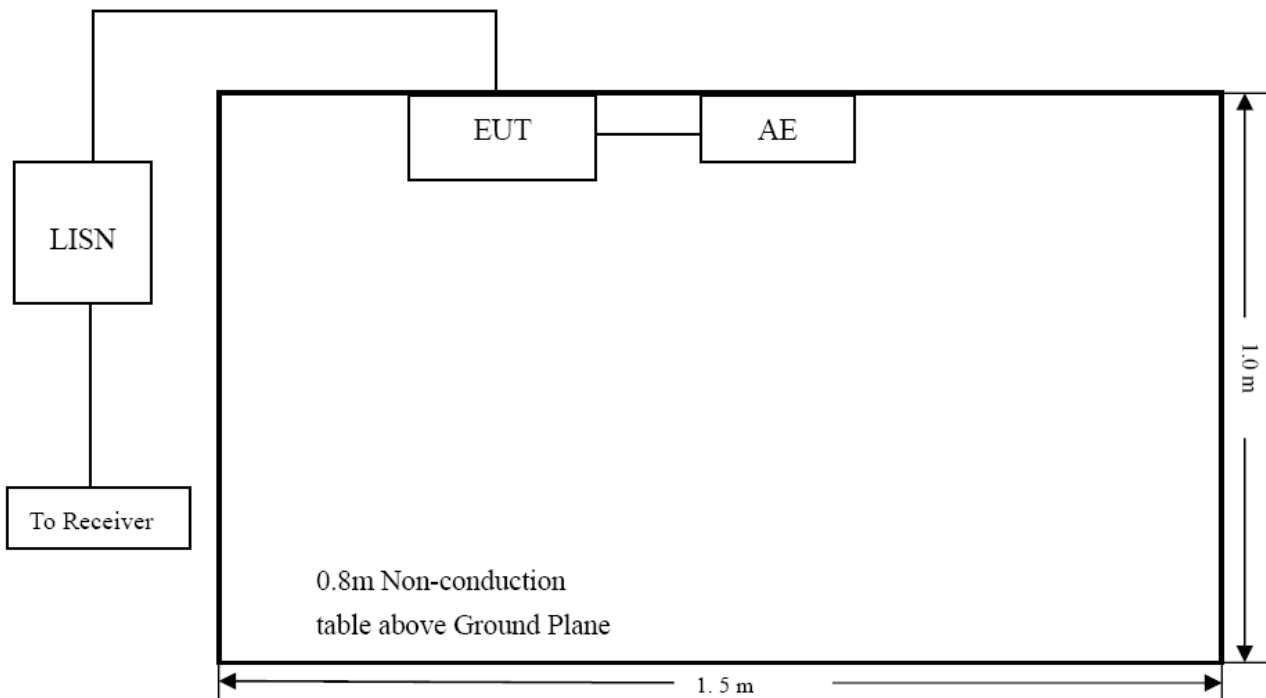 EUT
AE
LISN
1.0 m
To Receiver
0.8m Non-conduction
table above Ground Plane
1. 5 m